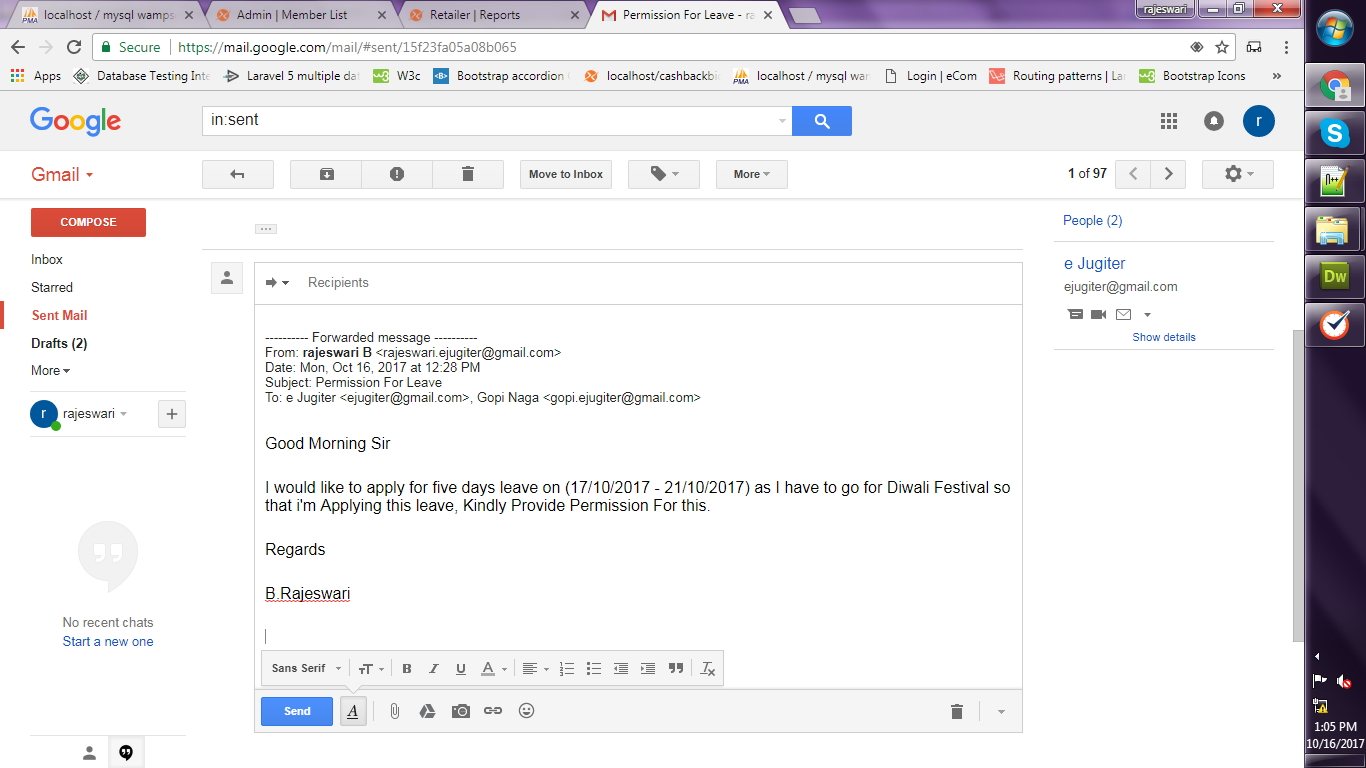 localhost / mysql wamps
Admin | Member List
Retailer | Reports
Permission For Leave - ra
rajeswari
Secure
https://mail.google.com/mail/#sent/15f23fa05a08b065
Apps
Database Testing Inte
Laravel 5 multiple dat
W3c
Bootstrap accordion
localhost/cashbackbi
localhost / mysql wam
Login | eCom
Routing patterns | La
Bootstrap Icons
»
Google
in:sent
r
Gmail
Move to Inbox
More
1 of 97
COMPOSE
Inbox
Starred
Sent Mail
Drafts (2)
More
r
rajeswari
+
No recent chats
Start a new one
...
Recipients
---------- Forwarded message ----------
From: rajeswari B <rajeswari.ejugiter@gmail.com>
Date: Mon, Oct 16, 2017 at 12:28 PM
Subject: Permission For Leave
To: e Jugiter <ejugiter@gmail.com>, Gopi Naga <gopi.ejugiter@gmail.com>
Good Morning Sir
I would like to apply for five days leave on (17/10/2017 - 21/10/2017) as I have to go for Diwali Festival so
that i'm Applying this leave, Kindly Provide Permission For this.
Regards
B.Rajeswari
Sans Serif
B I U A
Send
A
People (2)
e Jugiter
ejugiter@gmail.com
Show details
Dw
1:05 PM
10/16/2017